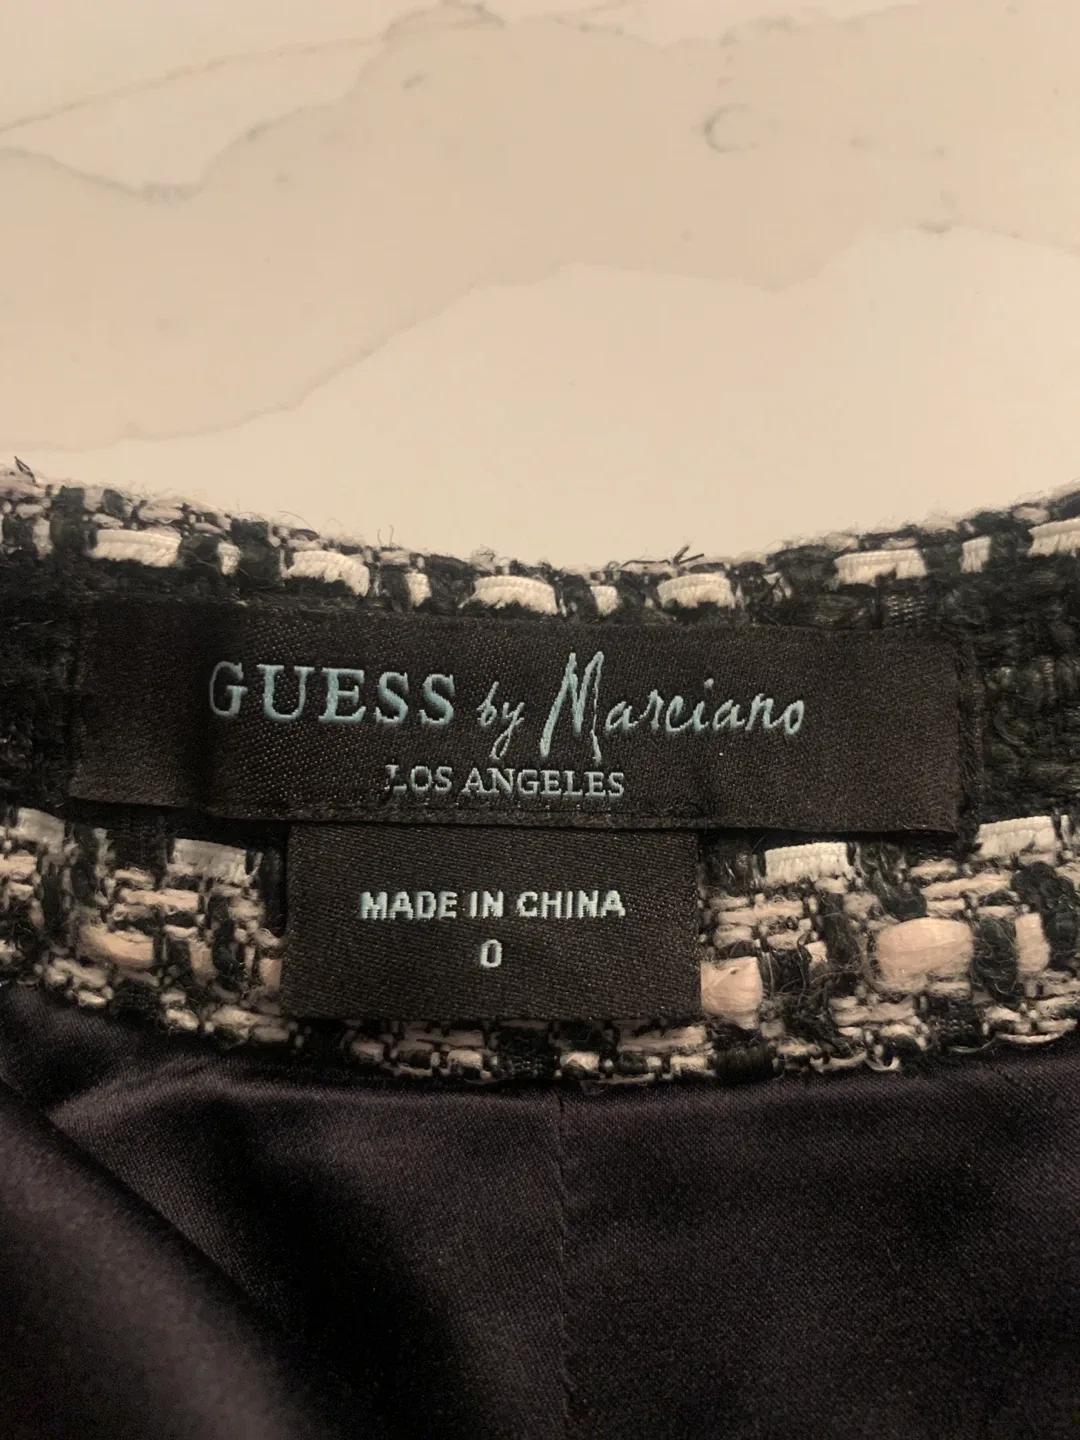 GUESS by Marciano
LOS ANGELES
MADE IN CHINA
0